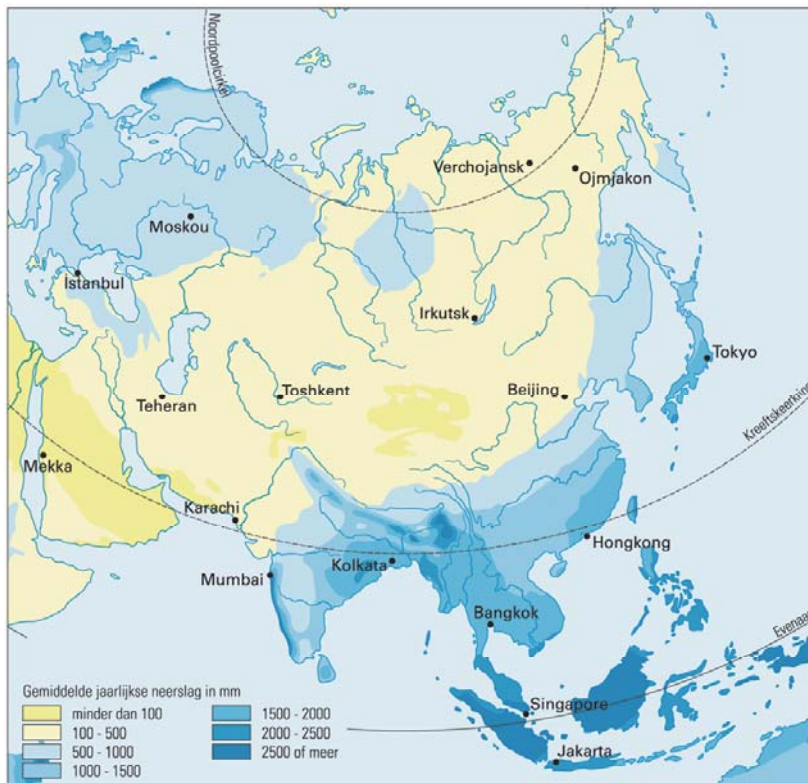 Noordpoolcirkel
Verchojansk
Ojmjakon
Moskou
İstanbul
Irkutsk
Tokyo
Teheran
Toshkent
Beijing
Kreeftskeerkring
Mekka
Karachi
Hongkong
Mumbai
Kolkata
Bangkok
Evenaar
Singapore
Jakarta
Gemiddelde jaarlijkse neerslag in mm
minder dan 100
100 - 500
500 - 1000
1000 - 1500
1500 - 2000
2000 - 2500
2500 of meer